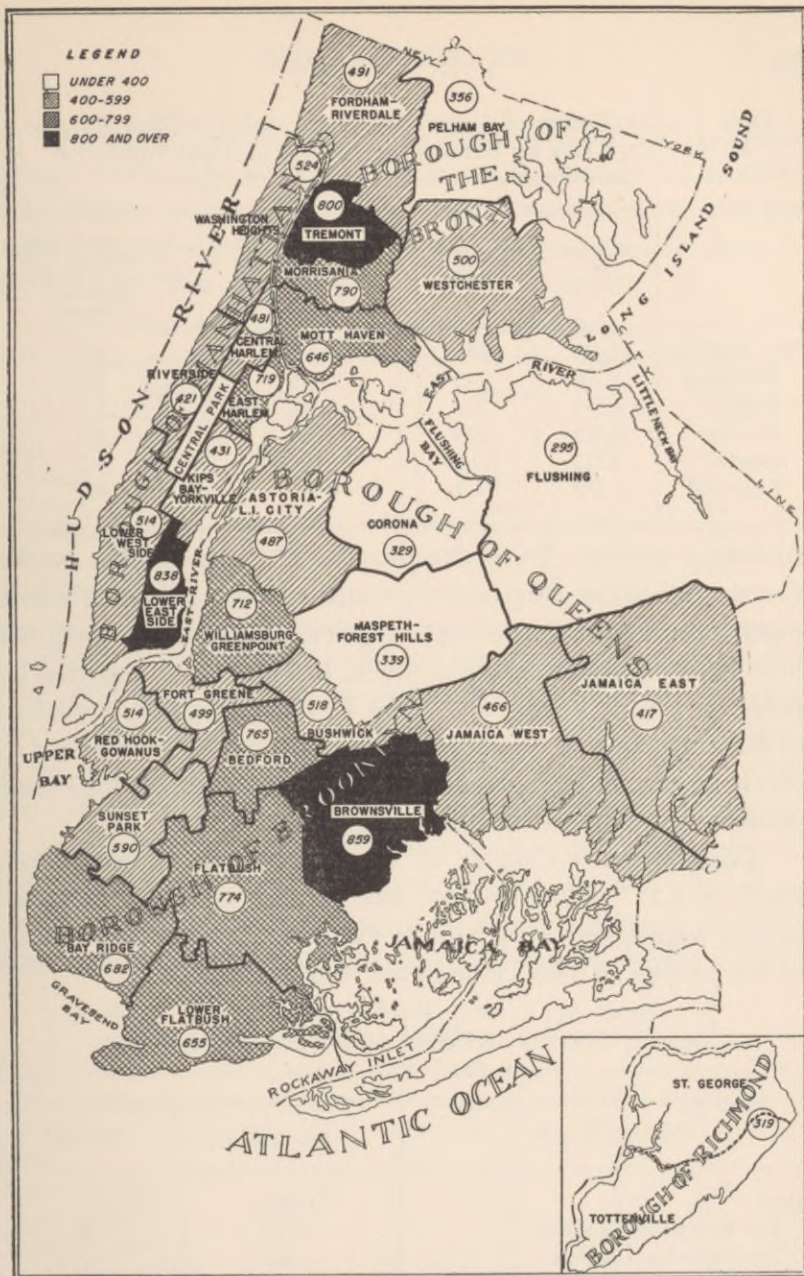 LEGEND
UNDER 400
400-599
600-799
800 AND OVER
491
FORDHAM-
RIVERDALE
NEW
YORK
356
PELHAM BAY
BOROUGH OF
THE
BRONX
524
WASHINGTON
HEIGHTS
800
TREMONT
MORRISANIA
790
500
WESTCHESTER
LONG ISLAND SOUND
HUDSON RIVER
BOROUGH OF MANHATTAN
481
CENTRAL
HARLEM
MOTT HAVEN
646
RIVERSIDE
421
CENTRAL PARK
719
EAST
HARLEM
EAST
RIVER
FLUSHING
BAY
CITY
LINE
LITTLE NECK BAY
431
KIPS
BAY-
YORKVILLE
295
FLUSHING
BOROUGH OF QUEENS
ASTORIA-
L.I. CITY
487
CORONA
329
514
LOWER
WEST
SIDE
838
LOWER
EAST
SIDE
EAST-RIVER
712
WILLIAMSBURG
GREENPOINT
MASPETH-
FOREST HILLS
339
JAMAICA EAST
417
466
JAMAICA WEST
FORT GREENE
499
518
BUSHWICK
514
RED HOOK-
GOWANUS
765
BEDFORD
UPPER
BAY
BOROUGH OF BROOKLYN
BROWNSVILLE
859
SUNSET
PARK
590
FLATBUSH
774
JAMAICA BAY
BAY RIDGE
682
GRAVESEND
BAY
LOWER
FLATBUSH
655
ROCKAWAY INLET
ATLANTIC OCEAN
ST. GEORGE
319
BOROUGH OF RICHMOND
TOTTENVILLE